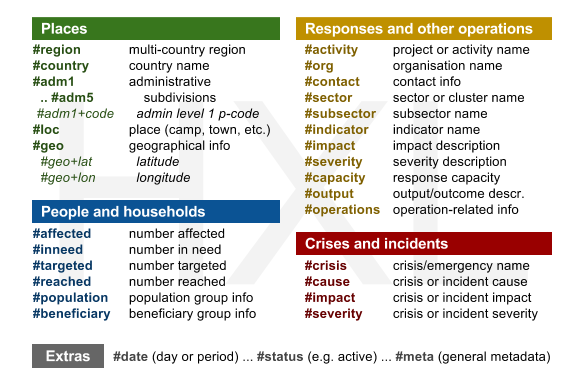 Places
#region multi-country region
#country country name
#adm1 administrative
.. #adm5 subdivisions
#adm1+code admin level 1 p-code
#loc place (camp, town, etc.)
#geo geographical info
#geo+lat latitude
#geo+lon longitude
People and households
#affected number affected
#inneed number in need
#targeted number targeted
#reached number reached
#population population group info
#beneficiary beneficiary group info
Responses and other operations
#activity project or activity name
#org organisation name
#contact contact info
#sector sector or cluster name
#subsector subsector name
#indicator indicator name
#impact impact description
#severity severity description
#capacity response capacity
#output output/outcome descr.
#operations operation-related info
Crises and incidents
#crisis crisis/emergency name
#cause crisis or incident cause
#impact crisis or incident impact
#severity crisis or incident severity
Extras #date (day or period) ... #status (e.g. active) ... #meta (general metadata)
HXL